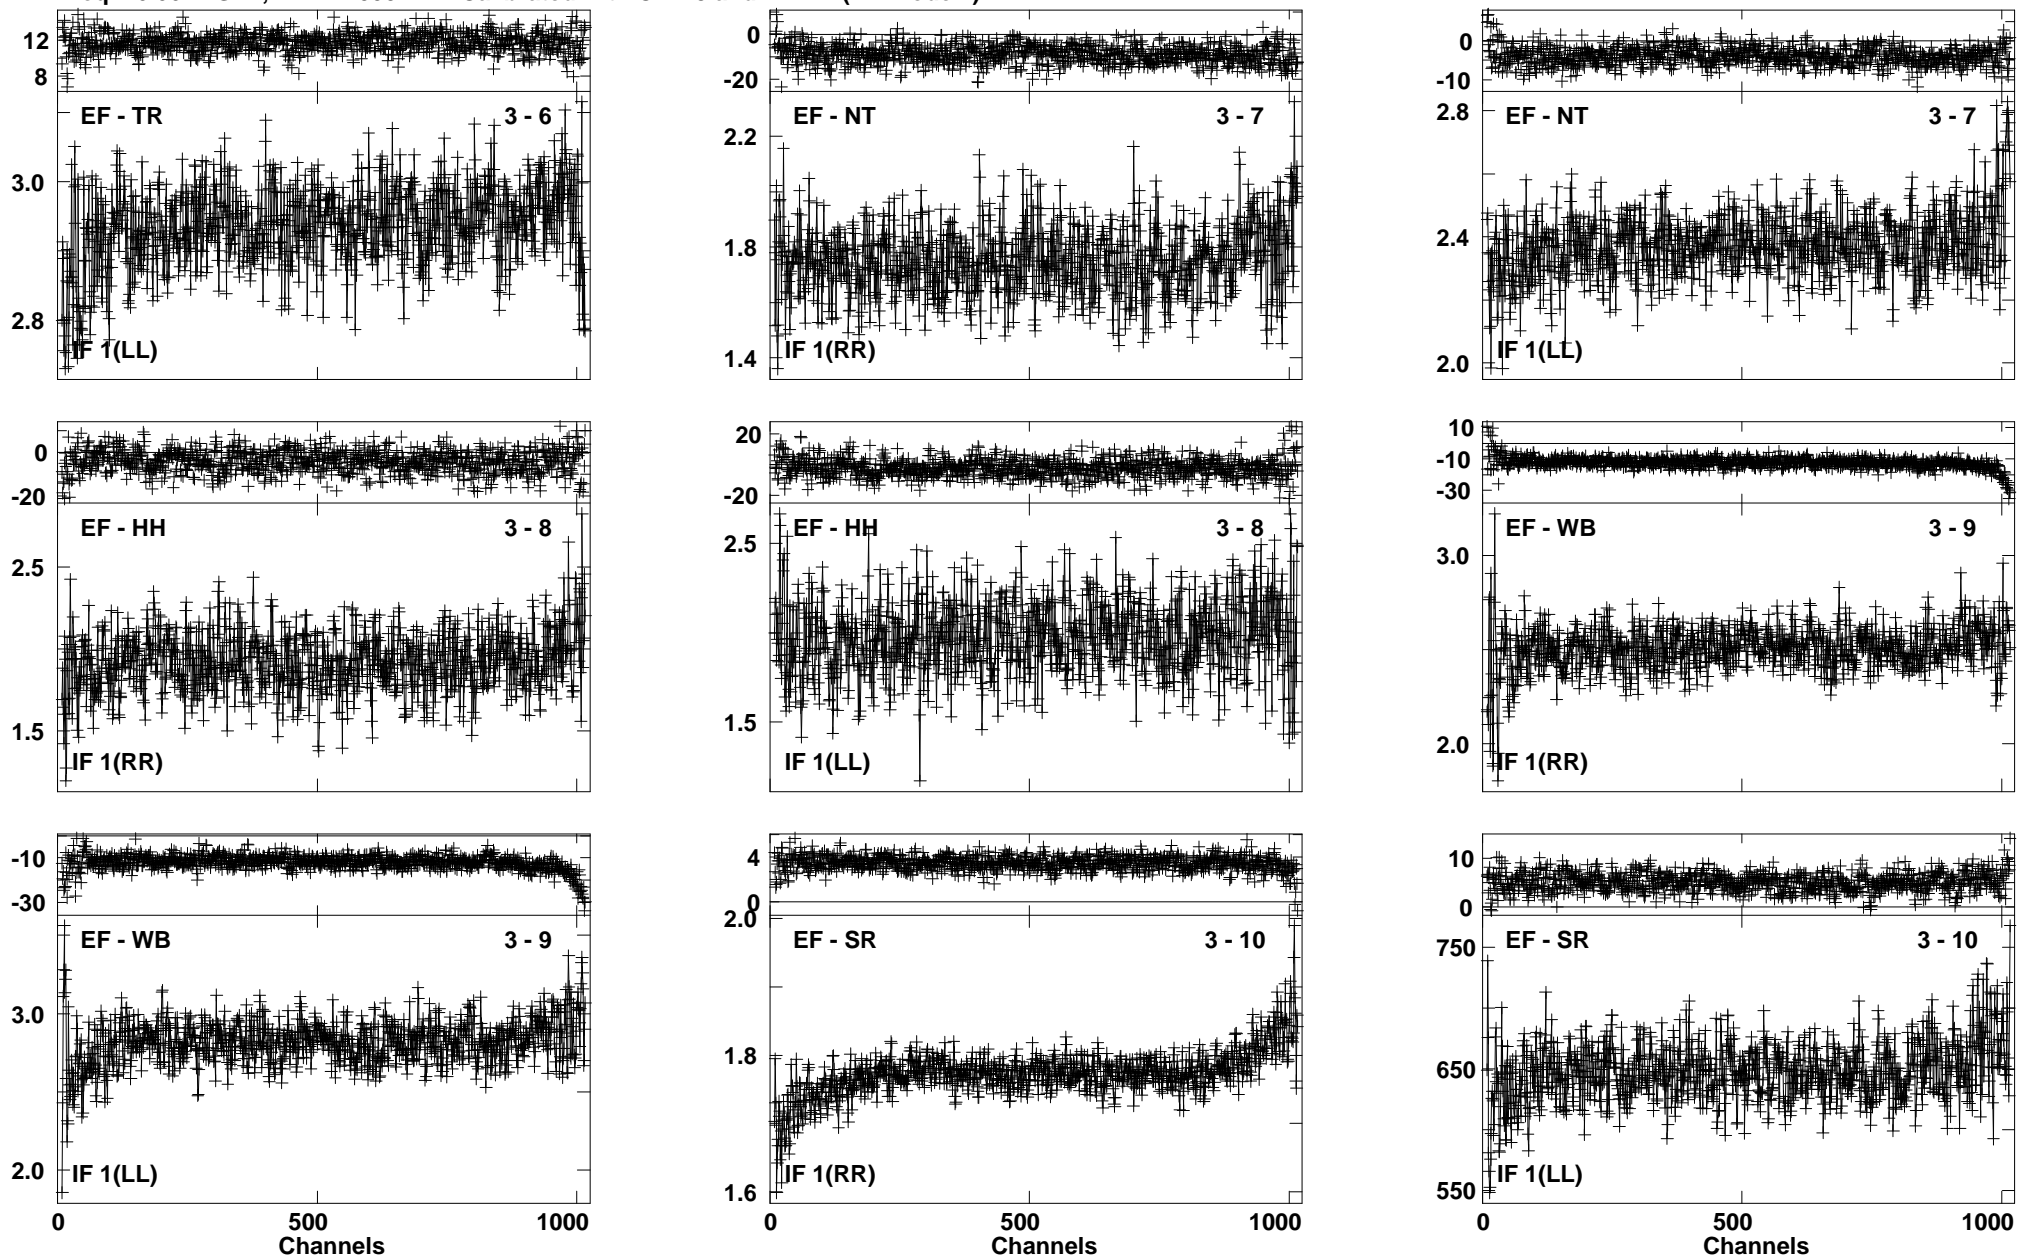 12
8
EF - TR 3 - 6
3.0
2.8
IF 1(LL)
0
-20
EF - NT 3 - 7
2.2
1.8
1.4
IF 1(RR)
0
-10
EF - NT 3 - 7
2.8
2.4
2.0
IF 1(LL)
0
-20
EF - HH 3 - 8
2.5
1.5
IF 1(RR)
20
-20
EF - HH 3 - 8
2.5
1.5
IF 1(LL)
10
-10
-30
EF - WB 3 - 9
3.0
2.0
IF 1(RR)
-10
-30
EF - WB 3 - 9
3.0
2.0
IF 1(LL)
0 500 1000
Channels
4
0
EF - SR 3 - 10
2.0
1.8
1.6
IF 1(RR)
0 500 1000
Channels
10
0
EF - SR 3 - 10
750
650
550
IF 1(LL)
0 500 1000
Channels